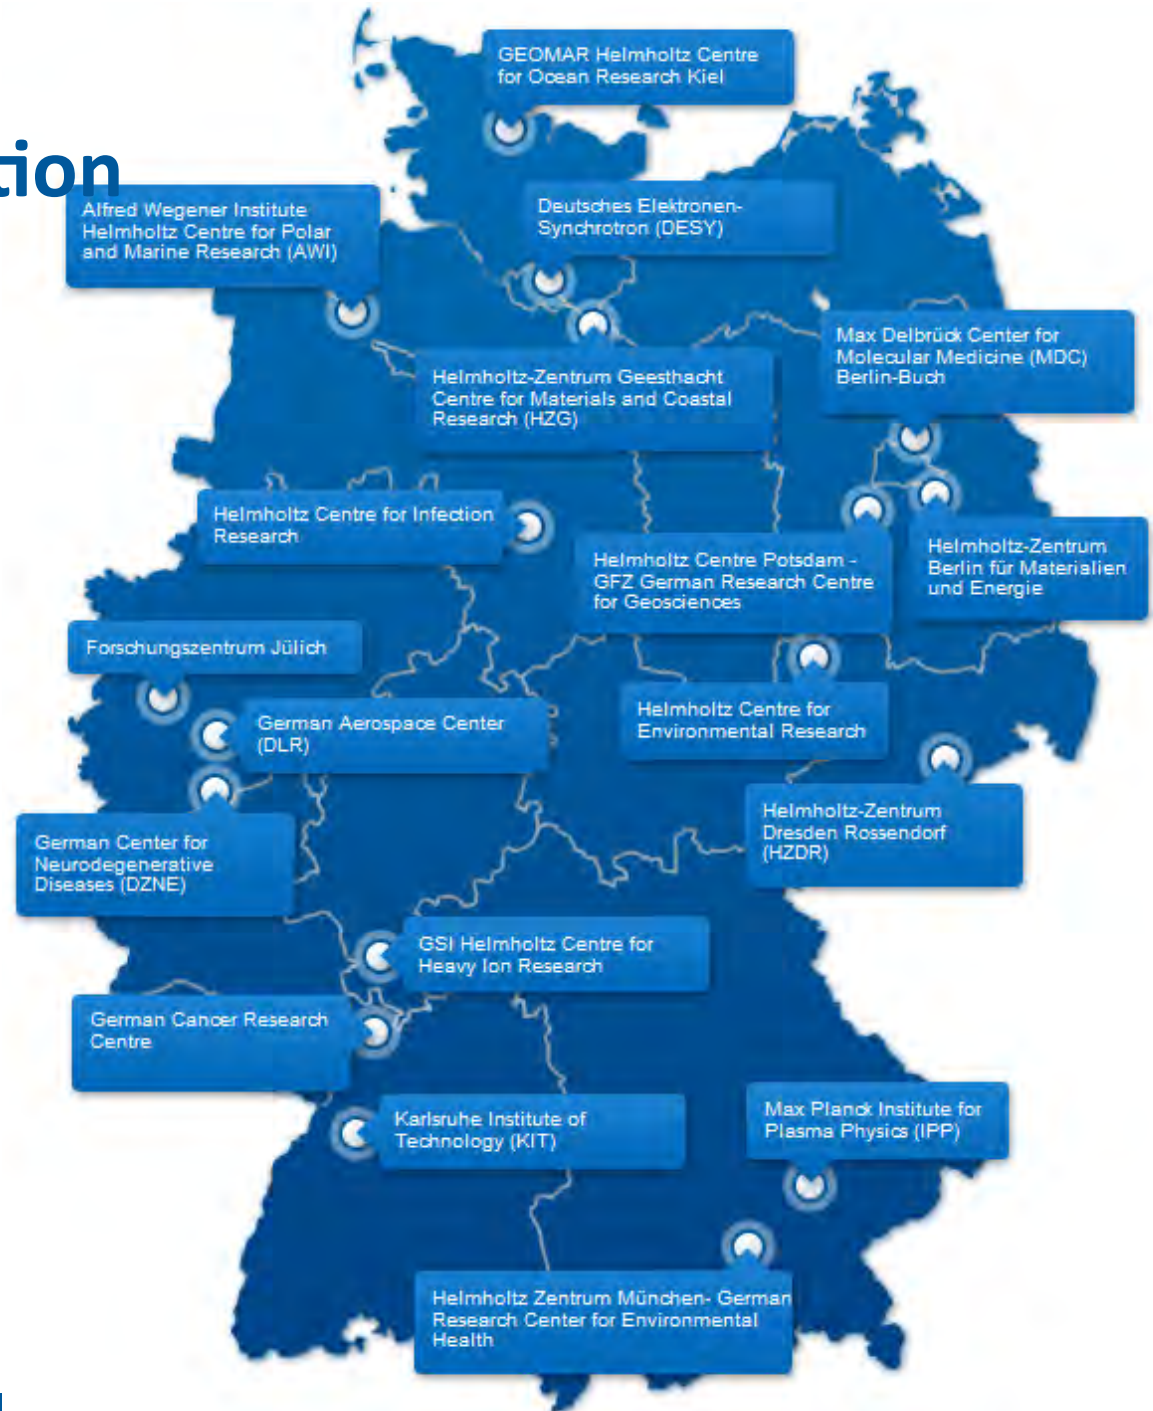 GEOMAR Helmholtz Centre
for Ocean Research Kiel
tion
Alfred Wegener Institute
Helmholtz Centre for Polar
and Marine Research (AWI)
Deutsches Elektronen-
Synchrotron (DESY)
Max Delbrück Center for
Molecular Medicine (MDC)
Berlin-Buch
Helmholtz-Zentrum Geesthacht
Centre for Materials and Coastal
Research (HZG)
Helmholtz Centre for Infection
Research
Helmholtz Centre Potsdam -
GFZ German Research Centre
for Geosciences
Helmholtz-Zentrum
Berlin für Materialien
und Energie
Forschungszentrum Jülich
German Aerospace Center
(DLR)
Helmholtz Centre for
Environmental Research
German Center for
Neurodegenerative
Diseases (DZNE)
Helmholtz-Zentrum
Dresden Rossendorf
(HZDR)
GSI Helmholtz Centre for
Heavy Ion Research
German Cancer Research
Centre
Karlsruhe Institute of
Technology (KIT)
Max Planck Institute for
Plasma Physics (IPP)
Helmholtz Zentrum München- German
Research Center for Environmental
Health